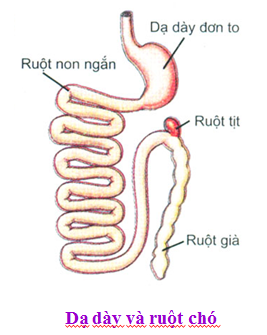 Dạ dày đơn to
Ruột non ngắn
Ruột tịt
Ruột già
Dạ dày và ruột chó